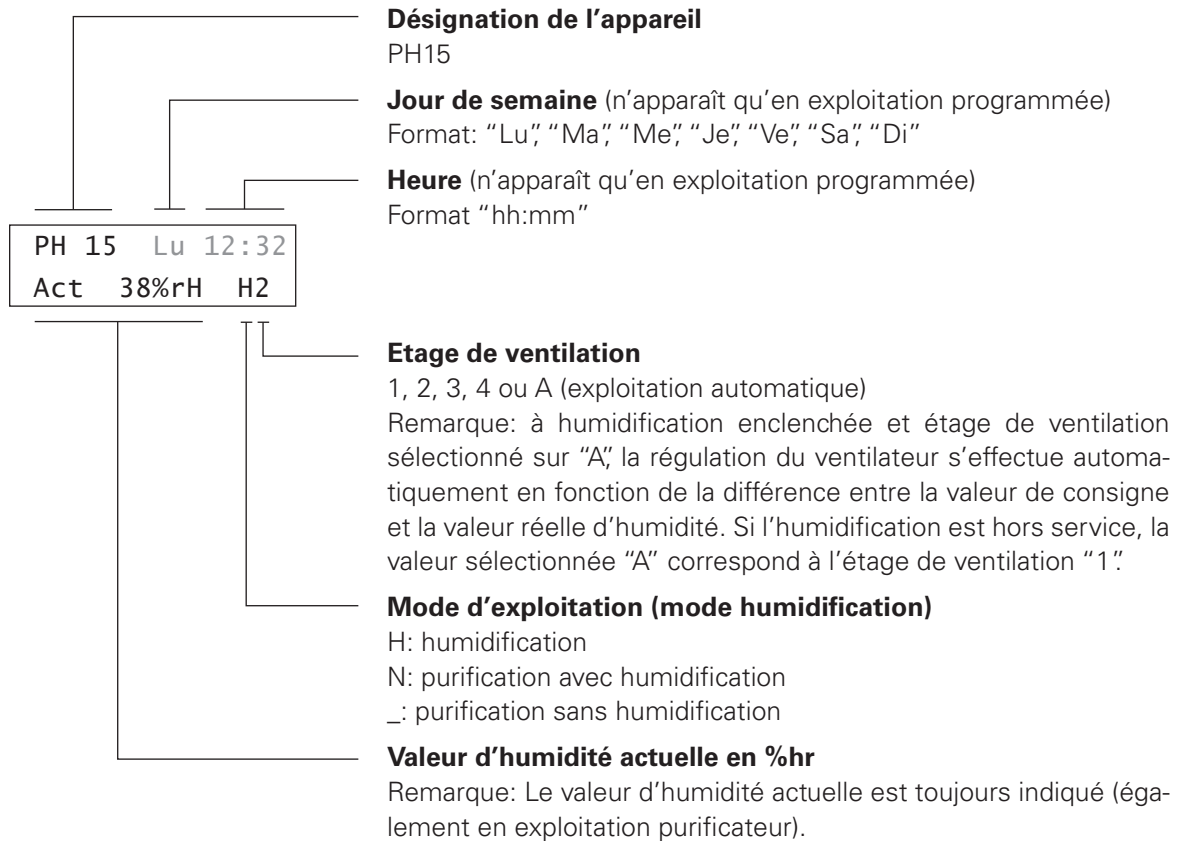 Désignation de l'appareil
PH15
Jour de semaine (n'apparaît qu'en exploitation programmée)
Format: “Lu”, “Ma”, “Me”, “Je”, “Ve”, “Sa”, “Di”
Heure (n'apparaît qu'en exploitation programmée)
Format “hh:mm”
PH 15 Lu 12:32
Act 38%rH H2
Etage de ventilation
1, 2, 3, 4 ou A (exploitation automatique)
Remarque: à humidification enclenchée et étage de ventilation
sélectionné sur “A”, la régulation du ventilateur s'effectue automa-
tiquement en fonction de la différence entre la valeur de consigne
et la valeur réelle d'humidité. Si l'humidification est hors service, la
valeur sélectionnée “A” correspond à l'étage de ventilation “1”.
Mode d'exploitation (mode humidification)
H: humidification
N: purification avec humidification
_: purification sans humidification
Valeur d'humidité actuelle en %hr
Remarque: Le valeur d'humidité actuelle est toujours indiqué (éga-
lement en exploitation purificateur).